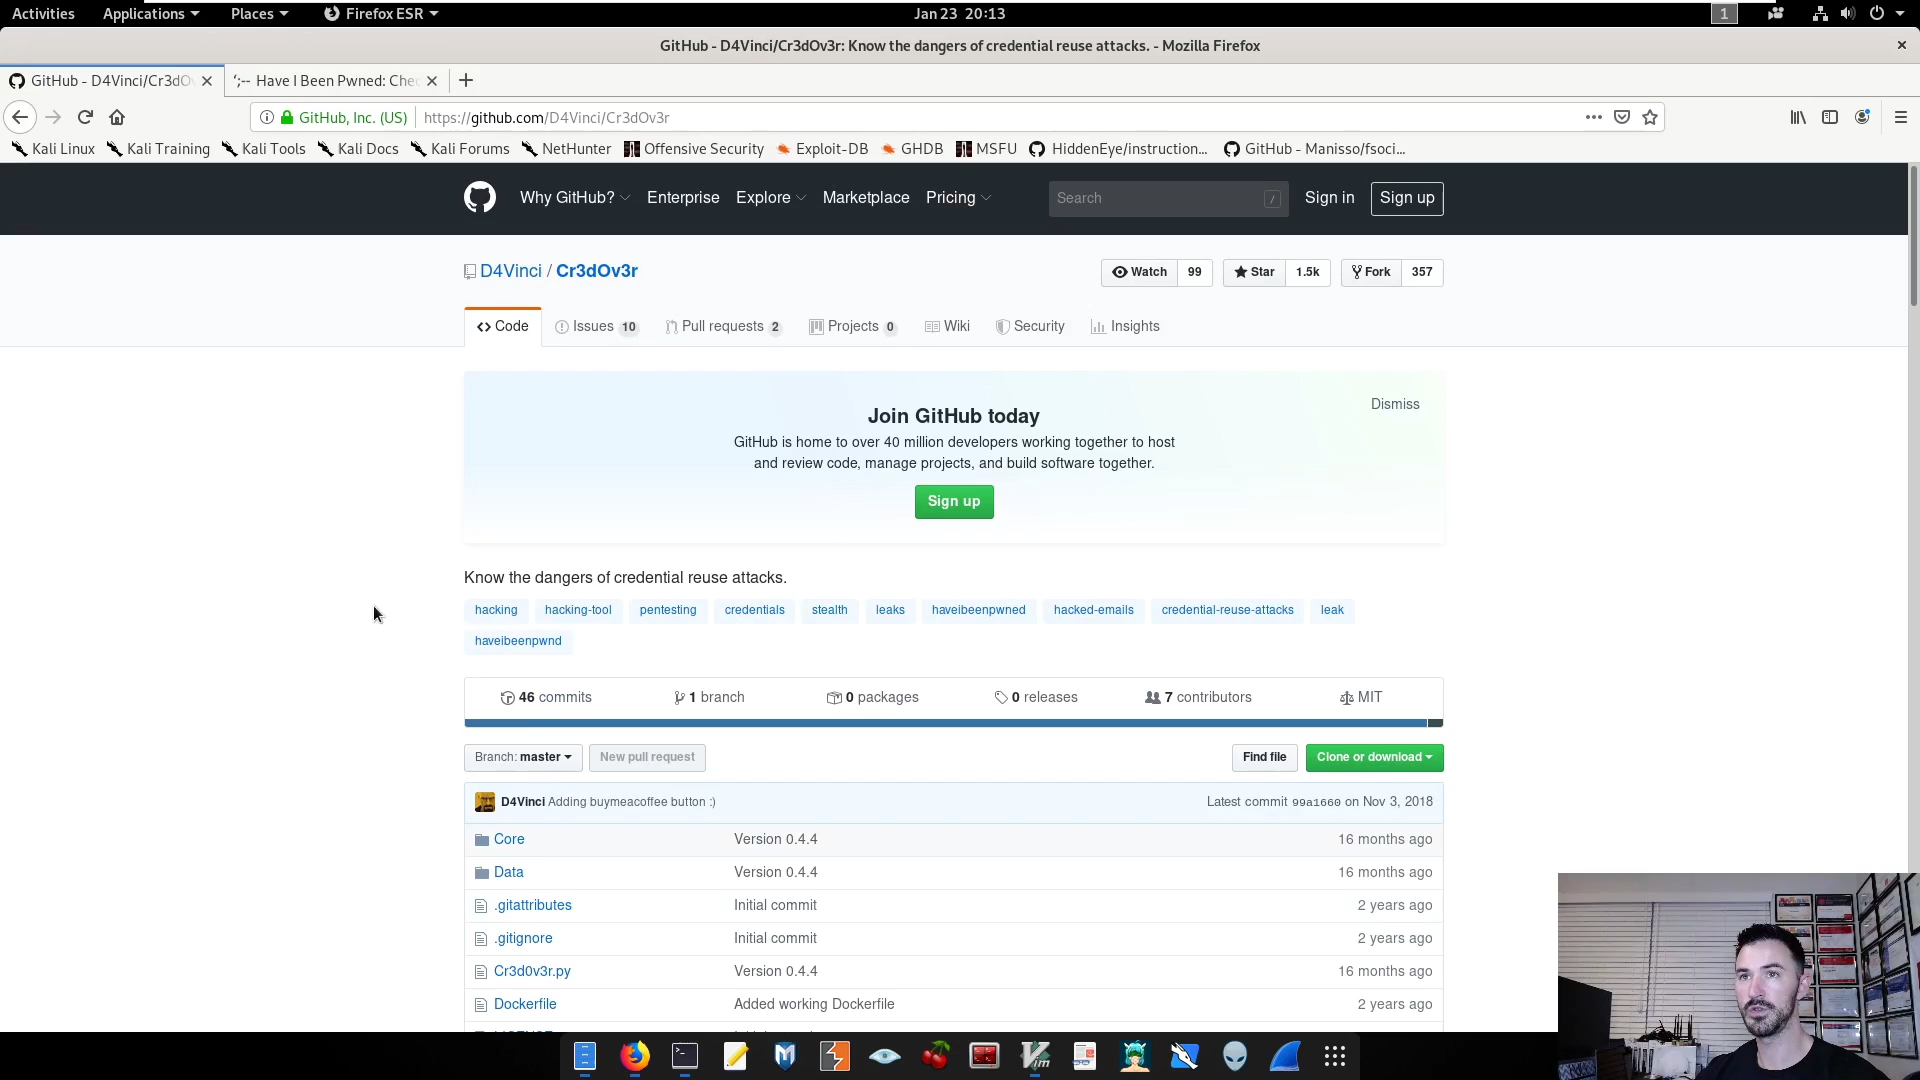 Activities Applications Places Firefox ESR Jan 23 20:13 1
GitHub - D4Vinci/Cr3dOv3r: Know the dangers of credential reuse attacks. - Mozilla Firefox
GitHub - D4Vinci/Cr3dOv ';-- Have I Been Pwned: Chec
GitHub, Inc. (US) https://github.com/D4Vinci/Cr3dOv3r
Kali Linux Kali Training Kali Tools Kali Docs Kali Forums NetHunter Offensive Security Exploit-DB GHDB MSFU HiddenEye/instruction... GitHub - Manisso/fsoci...
Why GitHub? Enterprise Explore Marketplace Pricing Search / Sign in Sign up
D4Vinci / Cr3dOv3r Watch 99 Star 1.5k Fork 357
Code Issues 10 Pull requests 2 Projects 0 Wiki Security Insights
Dismiss
Join GitHub today
GitHub is home to over 40 million developers working together to host
and review code, manage projects, and build software together.
Sign up
Know the dangers of credential reuse attacks.
hacking hacking-tool pentesting credentials stealth leaks haveibeenpwned hacked-emails credential-reuse-attacks leak
haveibeenpwnd
46 commits 1 branch 0 packages 0 releases 7 contributors MIT
Branch: master New pull request Find file Clone or download
D4Vinci Adding buymeacoffee button :) Latest commit 99a1660 on Nov 3, 2018
Core Version 0.4.4 16 months ago
Data Version 0.4.4 16 months ago
.gitattributes Initial commit 2 years ago
.gitignore Initial commit 2 years ago
Cr3d0v3r.py Version 0.4.4 16 months ago
Dockerfile Added working Dockerfile 2 years ago